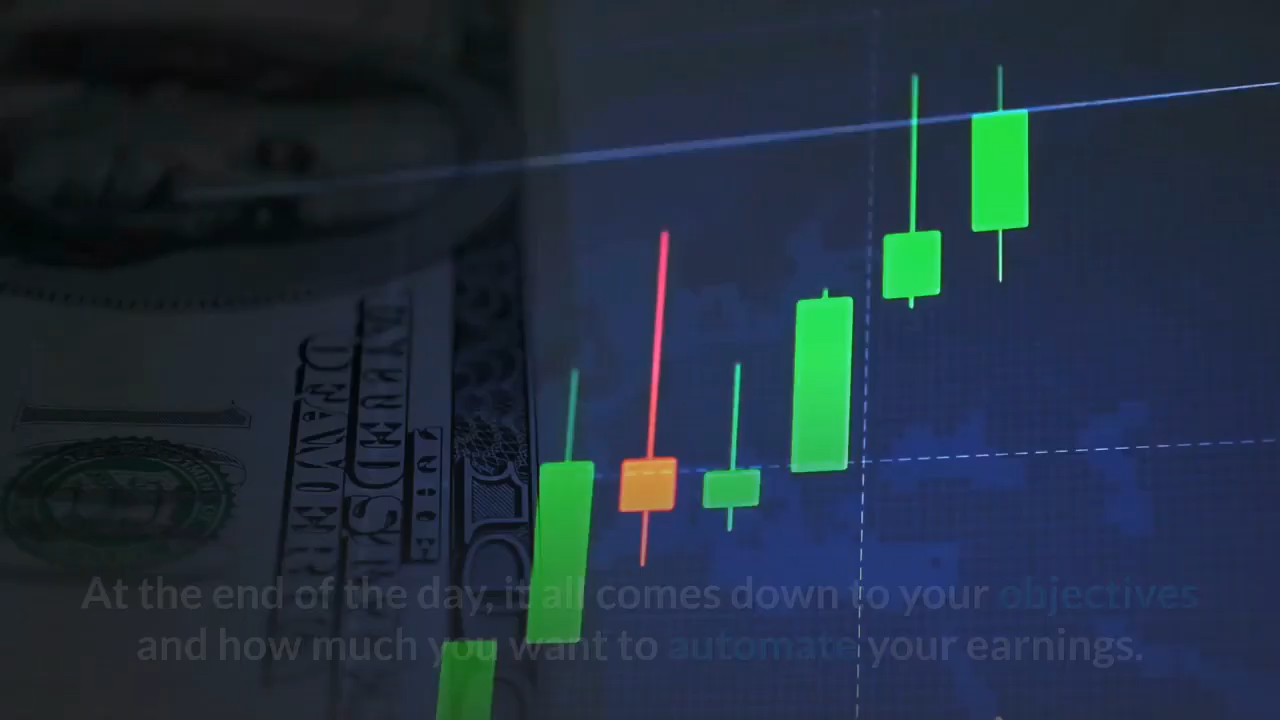 At the end of the day, it all comes down to your objectives
and how much you want to automate your earnings.